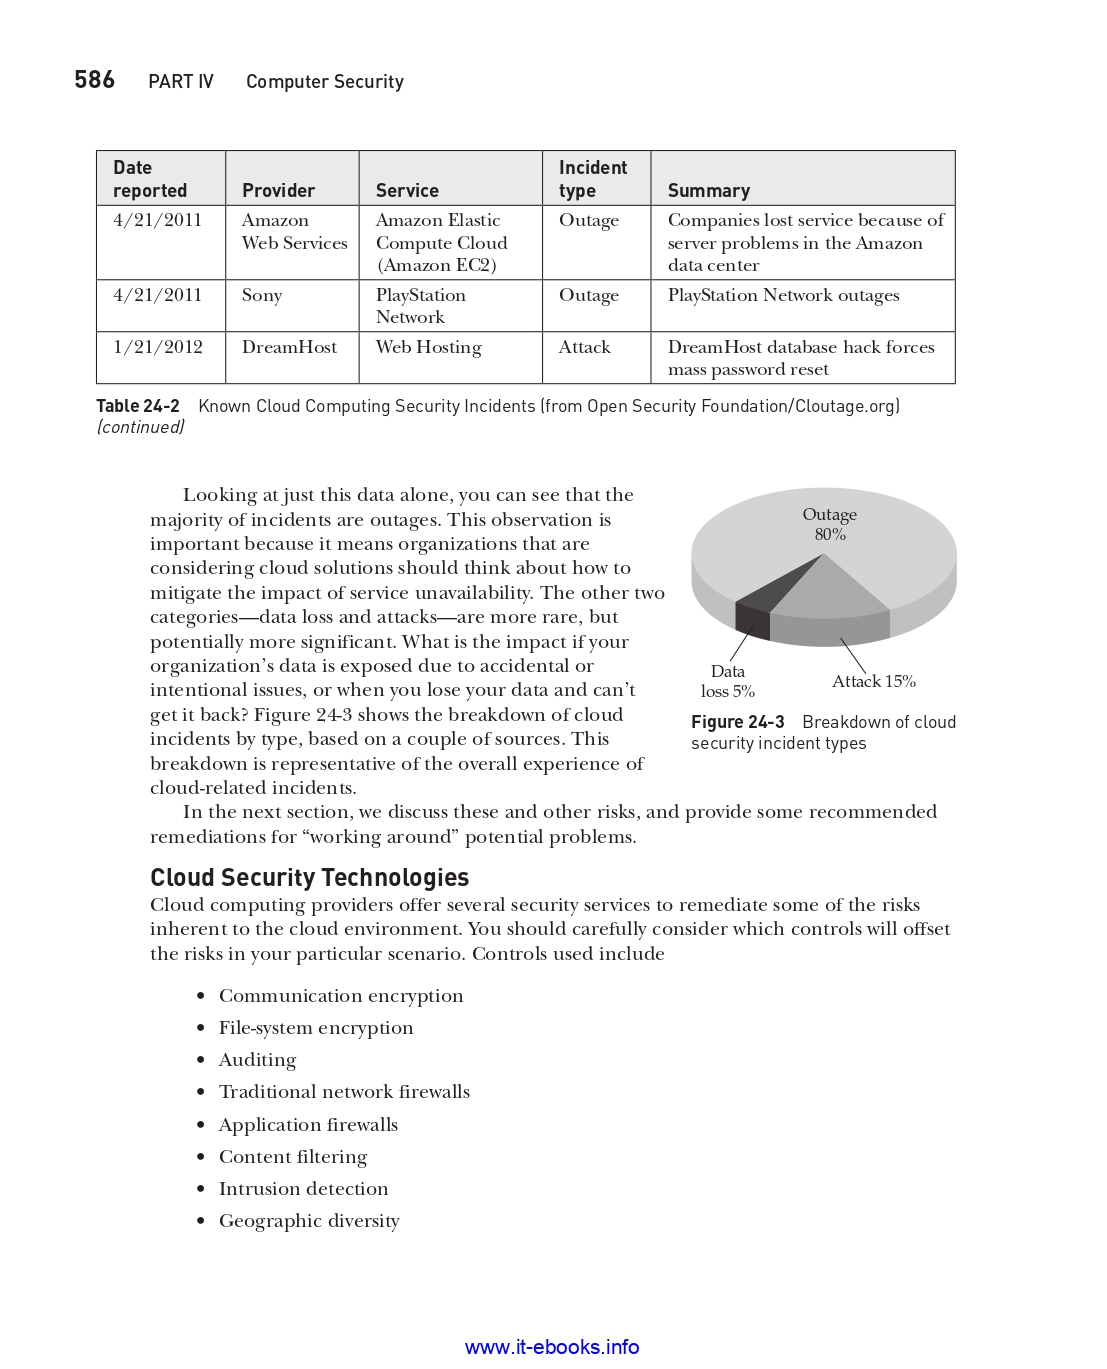 586 PART IV Computer Security
Date reported Provider Service Incident type Summary
4/21/2011 Amazon Web Services Amazon Elastic Compute Cloud (Amazon EC2) Outage Companies lost service because of server problems in the Amazon data center
4/21/2011 Sony PlayStation Network Outage PlayStation Network outages
1/21/2012 DreamHost Web Hosting Attack DreamHost database hack forces mass password reset
Table 24-2 Known Cloud Computing Security Incidents (from Open Security Foundation/Cloutage.org)
(continued)
Looking at just this data alone, you can see that the
majority of incidents are outages. This observation is
important because it means organizations that are
considering cloud solutions should think about how to
mitigate the impact of service unavailability. The other two
categories—data loss and attacks—are more rare, but
potentially more significant. What is the impact if your
organization's data is exposed due to accidental or
intentional issues, or when you lose your data and can't
get it back? Figure 24-3 shows the breakdown of cloud
incidents by type, based on a couple of sources. This
breakdown is representative of the overall experience of
cloud-related incidents.
Outage
80%
Data
loss 5%
Attack 15%
Figure 24-3 Breakdown of cloud
security incident types
In the next section, we discuss these and other risks, and provide some recommended
remediations for “working around” potential problems.
Cloud Security Technologies
Cloud computing providers offer several security services to remediate some of the risks
inherent to the cloud environment. You should carefully consider which controls will offset
the risks in your particular scenario. Controls used include
• Communication encryption
• File-system encryption
• Auditing
• Traditional network firewalls
• Application firewalls
• Content filtering
• Intrusion detection
• Geographic diversity
www.it-ebooks.info